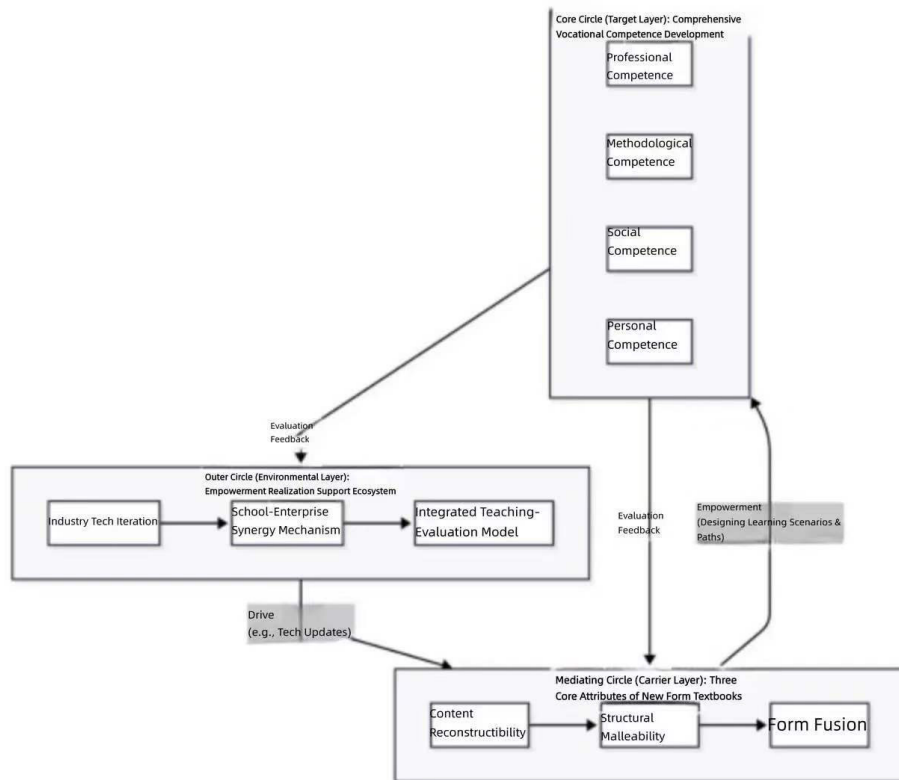 Core Circle (Target Layer): Comprehensive
Vocational Competence Development
Professional
Competence
Methodological
Competence
Social
Competence
Personal
Competence
Evaluation
Feedback
Outer Circle (Environmental Layer):
Empowerment Realization Support Ecosystem
Industry Tech Iteration
School-Enterprise
Synergy Mechanism
Integrated Teaching-
Evaluation Model
Evaluation
Feedback
Empowerment
(Designing Learning Scenarios &
Paths)
Drive
(e.g., Tech Updates)
Mediating Circle (Carrier Layer): Three
Core Attributes of New Form Textbooks
Content
Reconstructibility
Structural
Malleability
Form Fusion